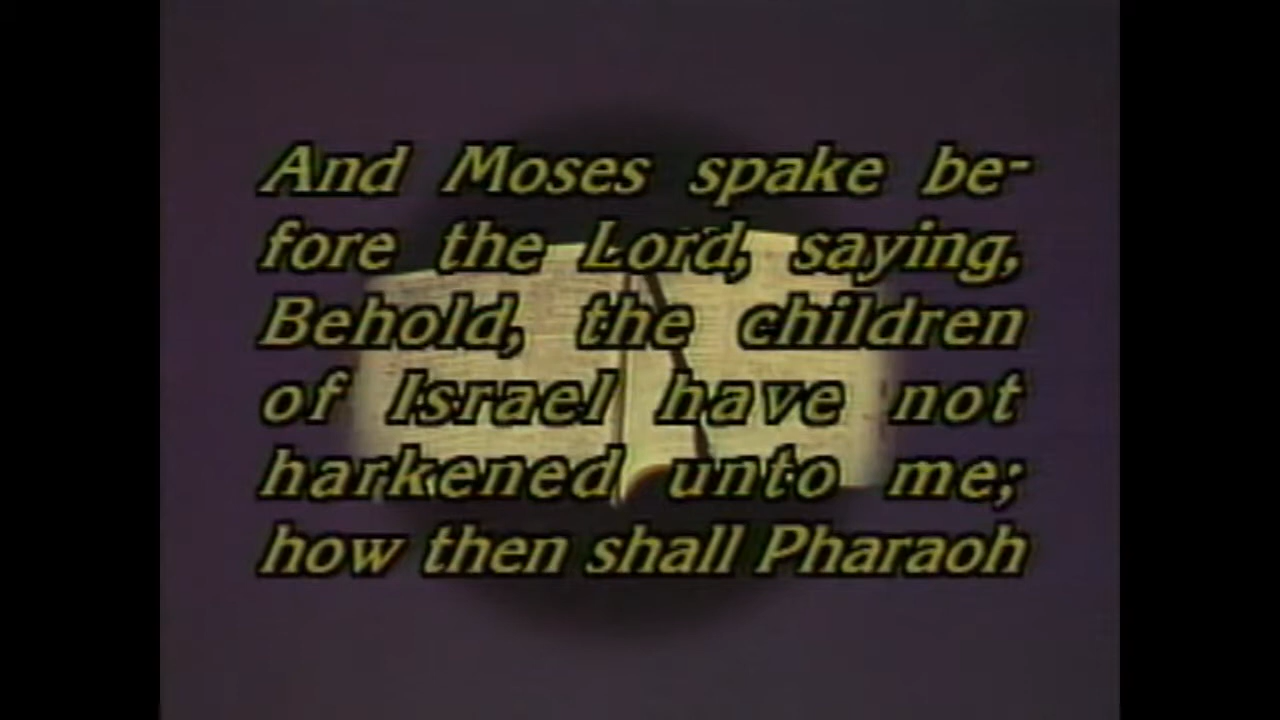 And Moses spake be-
fore the Lord, saying,
Behold, the children
of Israel have not
harkened unto me;
how then shall Pharaoh